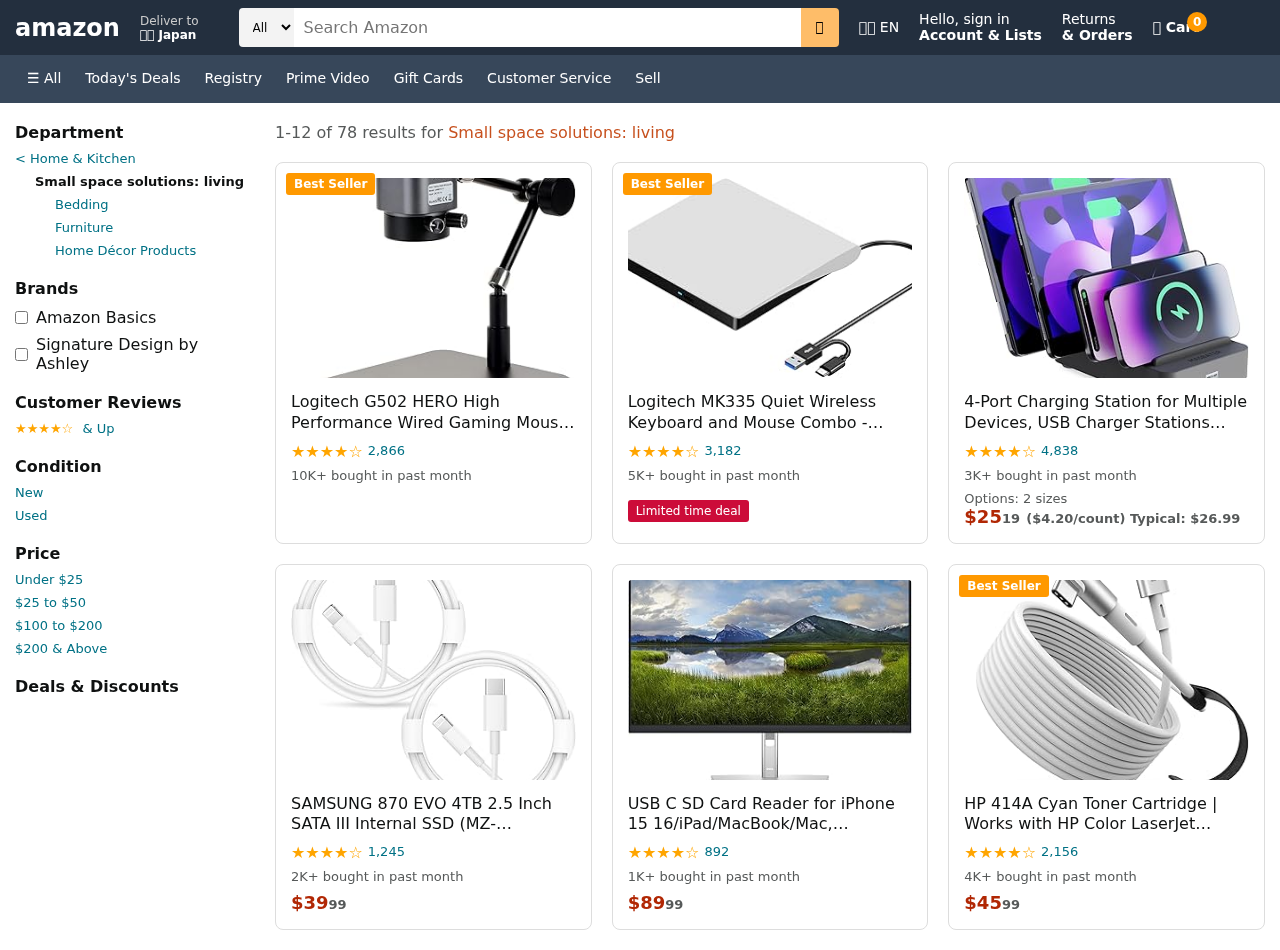 amazon
Deliver to
Japan
All
Search Amazon
EN
Hello, sign in
Account & Lists
Returns
& Orders
0
☰ All
Today's Deals
Registry
Prime Video
Gift Cards
Customer Service
Sell
Department
< Home & Kitchen
Small space solutions: living
Bedding
Furniture
Home Décor Products
Brands
Amazon Basics
Signature Design by
Ashley
Customer Reviews
★★★★☆ & Up
Condition
New
Used
Price
Under $25
$25 to $50
$100 to $200
$200 & Above
Deals & Discounts
1-12 of 78 results for Small space solutions: living
Best Seller
Logitech G502 HERO High
Performance Wired Gaming Mous…
★★★★☆ 2,866
10K+ bought in past month
Best Seller
Logitech MK335 Quiet Wireless
Keyboard and Mouse Combo -…
★★★★☆ 3,182
5K+ bought in past month
Limited time deal
4-Port Charging Station for Multiple
Devices, USB Charger Stations…
★★★★☆ 4,838
3K+ bought in past month
Options: 2 sizes
$25 19 ($4.20/count) Typical: $26.99
SAMSUNG 870 EVO 4TB 2.5 Inch
SATA III Internal SSD (MZ-…
★★★★☆ 1,245
2K+ bought in past month
$39 99
USB C SD Card Reader for iPhone
15 16/iPad/MacBook/Mac,…
★★★★☆ 892
1K+ bought in past month
$89 99
Best Seller
HP 414A Cyan Toner Cartridge |
Works with HP Color LaserJet…
★★★★☆ 2,156
4K+ bought in past month
$45 99